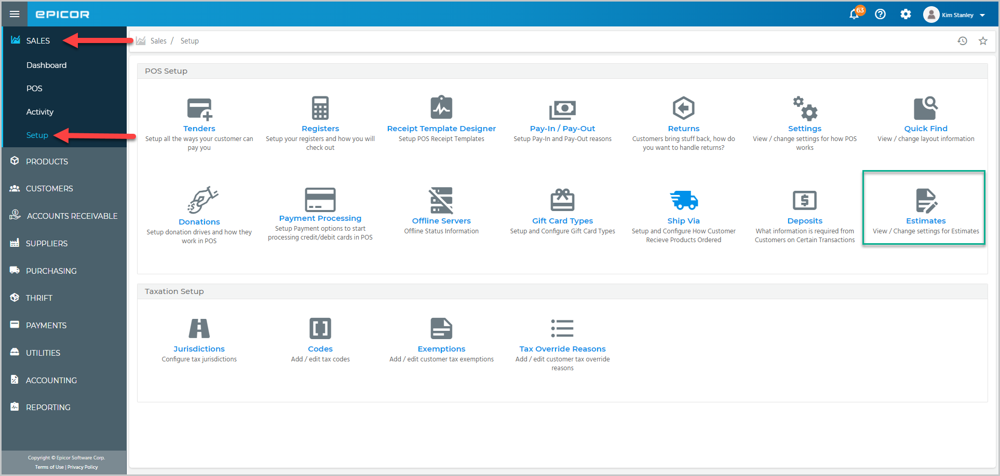 EPICOR
63
Kim Stanley
SALES
Dashboard
POS
Activity
Setup
PRODUCTS
CUSTOMERS
ACCOUNTS RECEIVABLE
SUPPLIERS
PURCHASING
THRIFT
PAYMENTS
UTILITIES
ACCOUNTING
REPORTING
Copyright © Epicor Software Corp.
Terms of Use | Privacy Policy
Sales / Setup
POS Setup
Tenders
Setup all the ways your customer can
pay you
Registers
Setup your registers and how you will
check out
Receipt Template Designer
Setup POS Receipt Templates
Pay-In / Pay-Out
Setup Pay-In and Pay-Out reasons
Returns
Customers bring stuff back, how do
you want to handle returns?
Settings
View / change settings for how POS
works
Quick Find
View / change layout information
Donations
Setup donation drives and how they
work in POS
Payment Processing
Setup Payment options to start
processing credit/debit cards in POS
Offline Servers
Offline Status Information
Gift Card Types
Setup and Configure Gift Card Types
Ship Via
Setup and Configure How Customer
Recieve Products Ordered
Deposits
What information is required from
Customers on Certain Transactions
Estimates
View / Change settings for Estimates
Taxation Setup
Jurisdictions
Configure tax jurisdictions
Codes
Add / edit tax codes
Exemptions
Add / edit customer tax exemptions
Tax Override Reasons
Add / edit customer tax override
reasons